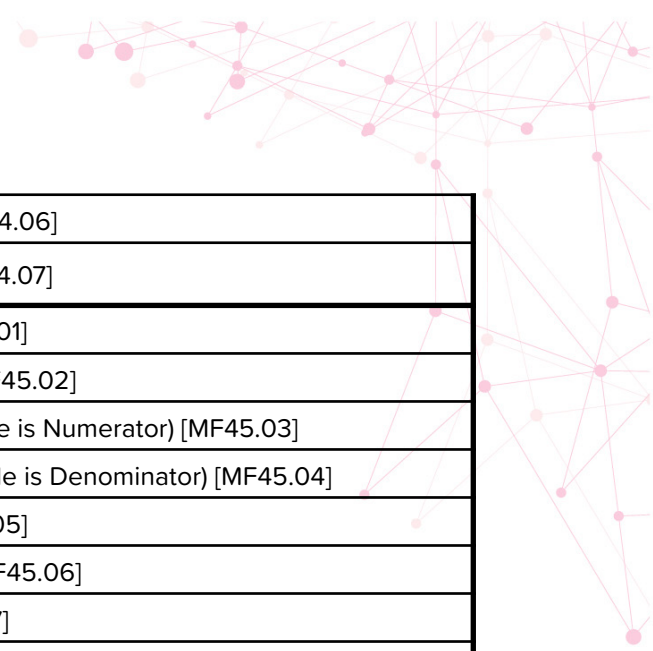 4.06]
4.07]
01]
45.02]
e is Numerator) [MF45.03]
le is Denominator) [MF45.04]
05]
F45.06]
]